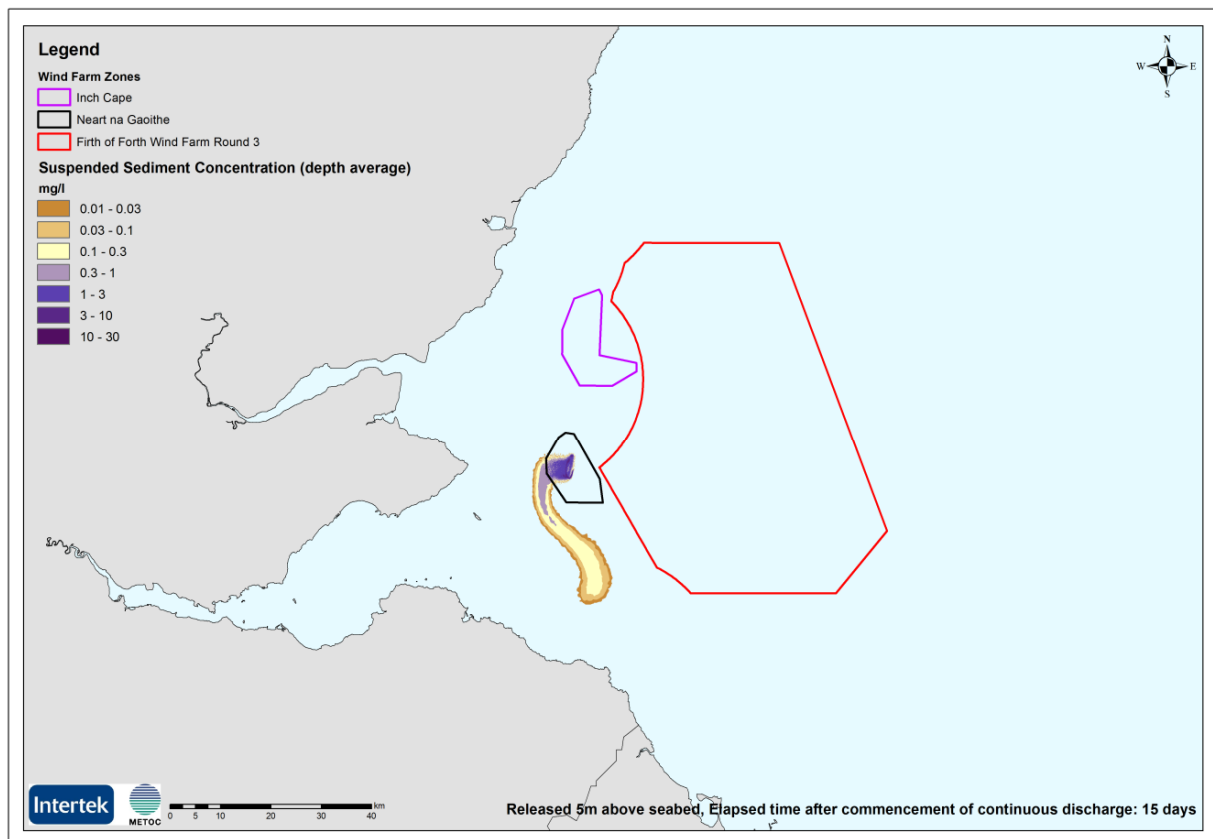 Legend
Wind Farm Zones
Inch Cape
Neart na Gaoithe
Firth of Forth Wind Farm Round 3
Suspended Sediment Concentration (depth average)
mg/l
0.01 - 0.03
0.03 - 0.1
0.1 - 0.3
0.3 - 1
1 - 3
3 - 10
10 - 30
N
W E
S
Intertek
METOC
km
0 5 10 20 30 40
Released 5m above seabed, Elapsed time after commencement of continuous discharge: 15 days